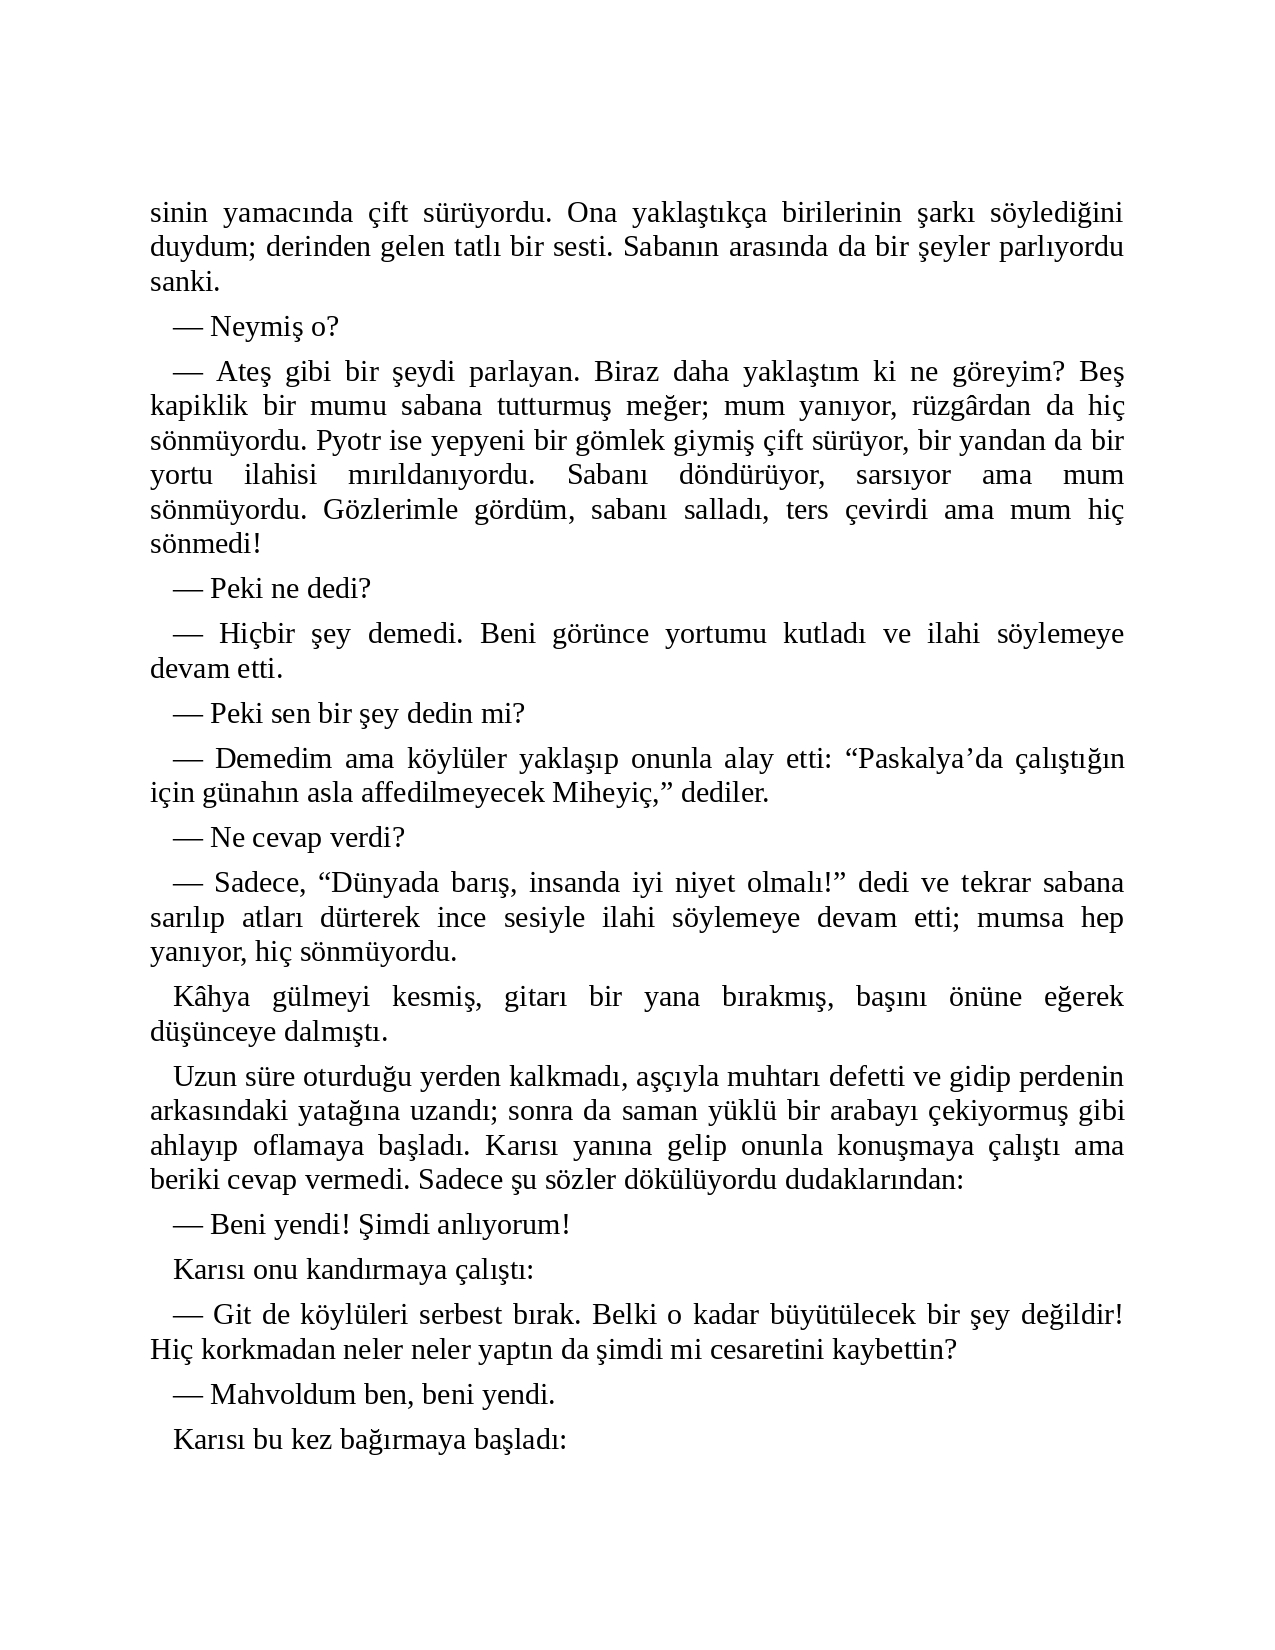 sinin yamacında çift sürüyordu. Ona yaklaştıkça birilerinin şarkı söylediğini
duydum; derinden gelen tatlı bir sesti. Sabanın arasında da bir şeyler parlıyordu
sanki.
— Neymiş o?
— Ateş gibi bir şeydi parlayan. Biraz daha yaklaştım ki ne göreyim? Beş
kapiklik bir mumu sabana tutturmuş meğer; mum yanıyor, rüzgârdan da hiç
sönmüyordu. Pyotr ise yepyeni bir gömlek giymiş çift sürüyor, bir yandan da bir
yortu ilahisi mırıldanıyordu. Sabanı döndürüyor, sarsıyor ama mum
sönmüyordu. Gözlerimle gördüm, sabanı salladı, ters çevirdi ama mum hiç
sönmedi!
— Peki ne dedi?
— Hiçbir şey demedi. Beni görünce yortumu kutladı ve ilahi söylemeye
devam etti.
— Peki sen bir şey dedin mi?
— Demedim ama köylüler yaklaşıp onunla alay etti: “Paskalya’da çalıştığın
için günahın asla affedilmeyecek Miheyiç,” dediler.
— Ne cevap verdi?
— Sadece, “Dünyada barış, insanda iyi niyet olmalı!” dedi ve tekrar sabana
sarılıp atları dürterek ince sesiyle ilahi söylemeye devam etti; mumsa hep
yanıyor, hiç sönmüyordu.
Kâhya gülmeyi kesmiş, gitarı bir yana bırakmış, başını önüne eğerek
düşünceye dalmıştı.
Uzun süre oturduğu yerden kalkmadı, aşçıyla muhtarı defetti ve gidip perdenin
arkasındaki yatağına uzandı; sonra da saman yüklü bir arabayı çekiyormuş gibi
ahlayıp oflamaya başladı. Karısı yanına gelip onunla konuşmaya çalıştı ama
beriki cevap vermedi. Sadece şu sözler dökülüyordu dudaklarından:
— Beni yendi! Şimdi anlıyorum!
Karısı onu kandırmaya çalıştı:
— Git de köylüleri serbest bırak. Belki o kadar büyütülecek bir şey değildir!
Hiç korkmadan neler neler yaptın da şimdi mi cesaretini kaybettin?
— Mahvoldum ben, beni yendi.
Karısı bu kez bağırmaya başladı: